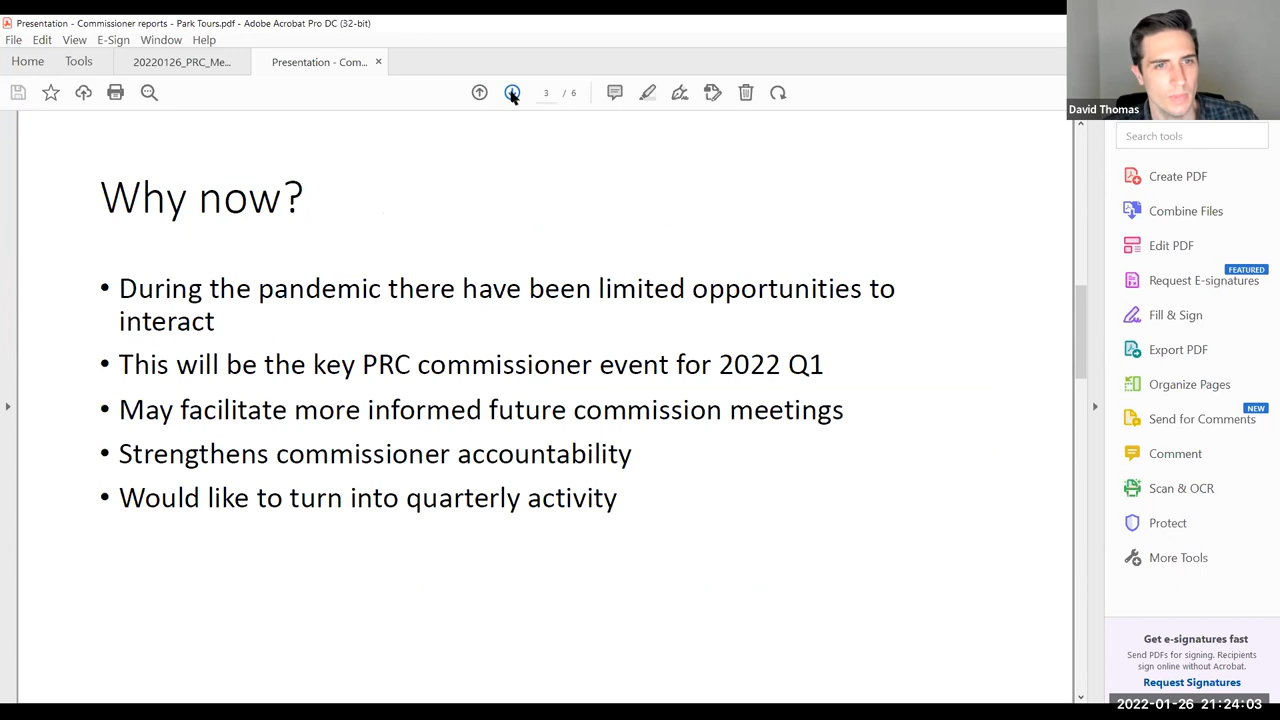 Presentation - Commissioner reports - Park Tours.pdf - Adobe Acrobat Pro DC (32-bit)
File Edit View E-Sign Window Help
Home Tools 20220126_PRC_Me... Presentation - Com... ×
3 / 6
David Thomas
Search tools
Why now?
• During the pandemic there have been limited opportunities to
interact
• This will be the key PRC commissioner event for 2022 Q1
• May facilitate more informed future commission meetings
• Strengthens commissioner accountability
• Would like to turn into quarterly activity
Create PDF
Combine Files
Edit PDF
FEATURED
Request E-signatures
Fill & Sign
Export PDF
Organize Pages
NEW
Send for Comments
Comment
Scan & OCR
Protect
More Tools
Get e-signatures fast
Send PDFs for signing. Recipients
sign online without Acrobat.
Request Signatures
2022-01-26 21:24:03